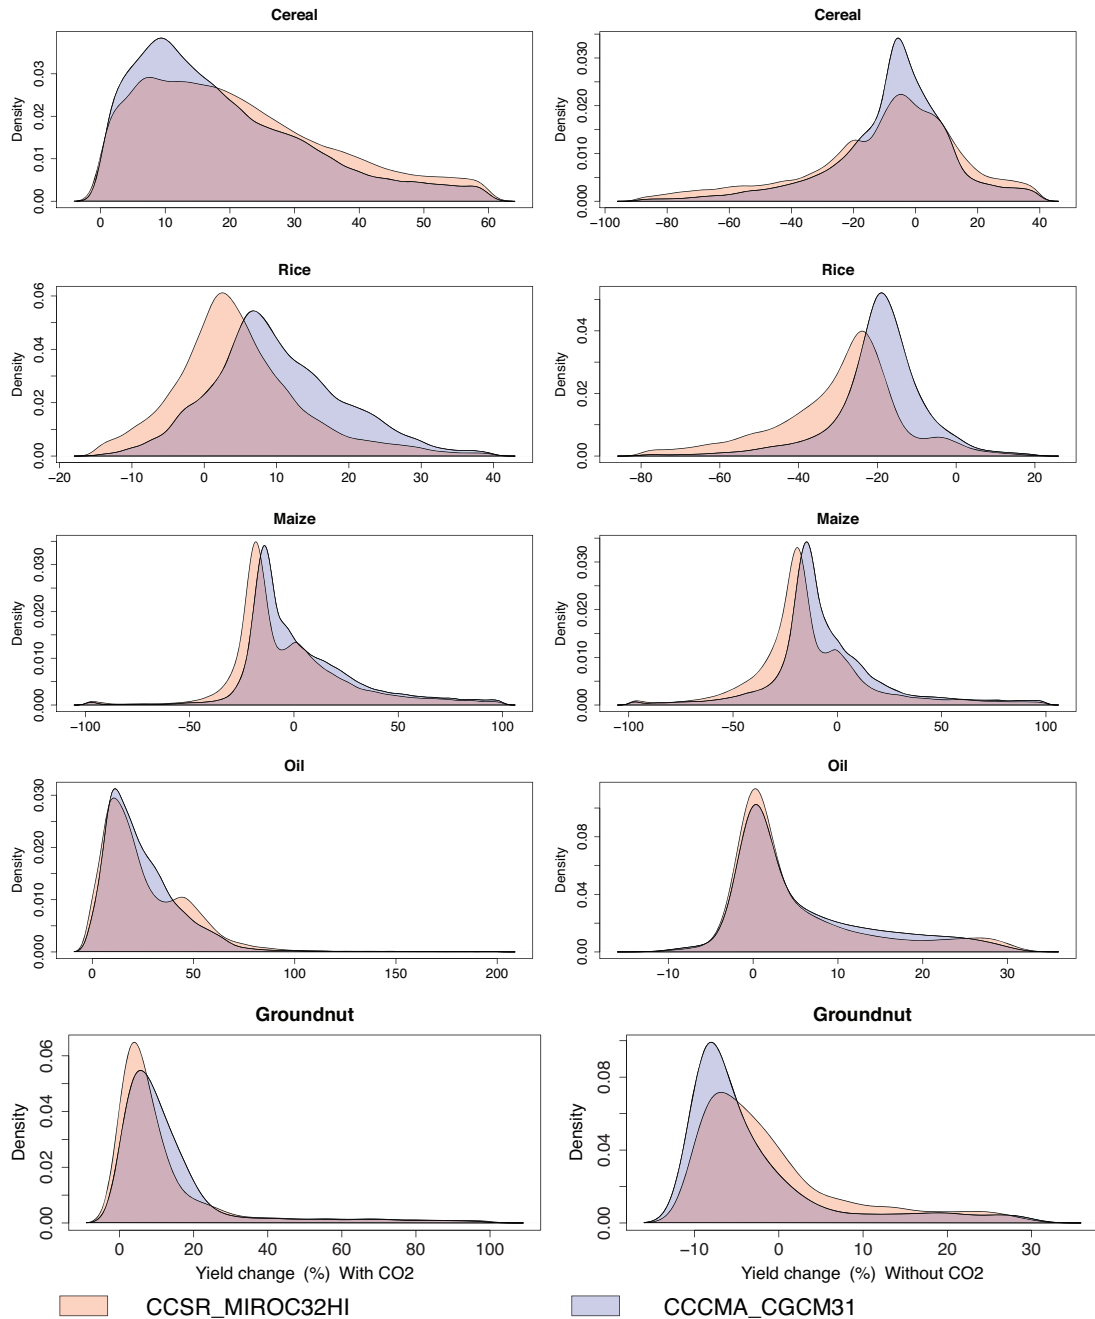 Cereal
Cereal
Density
0.00 0.01 0.02 0.03
0 10 20 30 40 50 60
Density
0.000 0.010 0.020 0.030
−100 −80 −60 −40 −20 0 20 40
Rice
Rice
Density
0.00 0.02 0.04 0.06
−20 −10 0 10 20 30 40
Density
0.00 0.02 0.04
−80 −60 −40 −20 0 20
Maize
Maize
Density
0.000 0.010 0.020 0.030
−100 −50 0 50 100
Density
0.000 0.010 0.020 0.030
−100 −50 0 50 100
Oil
Oil
Density
0.000 0.010 0.020 0.030
0 50 100 150 200
Density
0.00 0.04 0.08
−10 0 10 20 30
Groundnut
Groundnut
Density
0.00 0.02 0.04 0.06
0 20 40 60 80 100
Density
0.00 0.04 0.08
−10 0 10 20 30
Yield change (%) With CO2
Yield change (%) Without CO2
CCSR_MIROC32HI
CCCMA_CGCM31